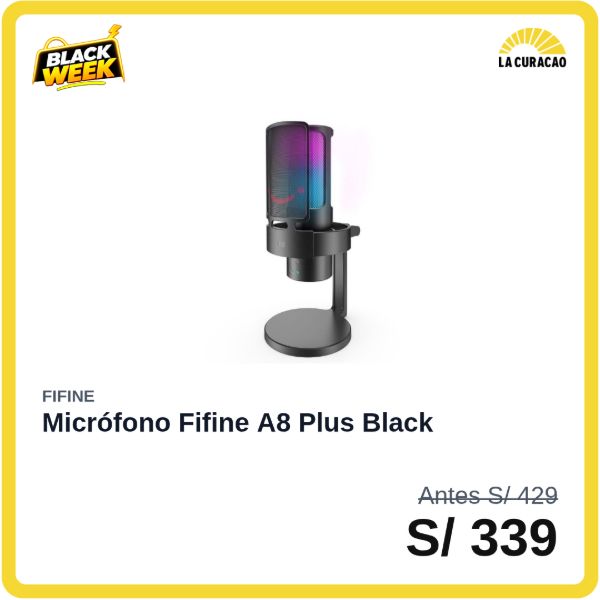 BLACK
WEEK
LA CURACAO
FIFINE
Micrófono Fifine A8 Plus Black
Antes S/ 429
S/ 339